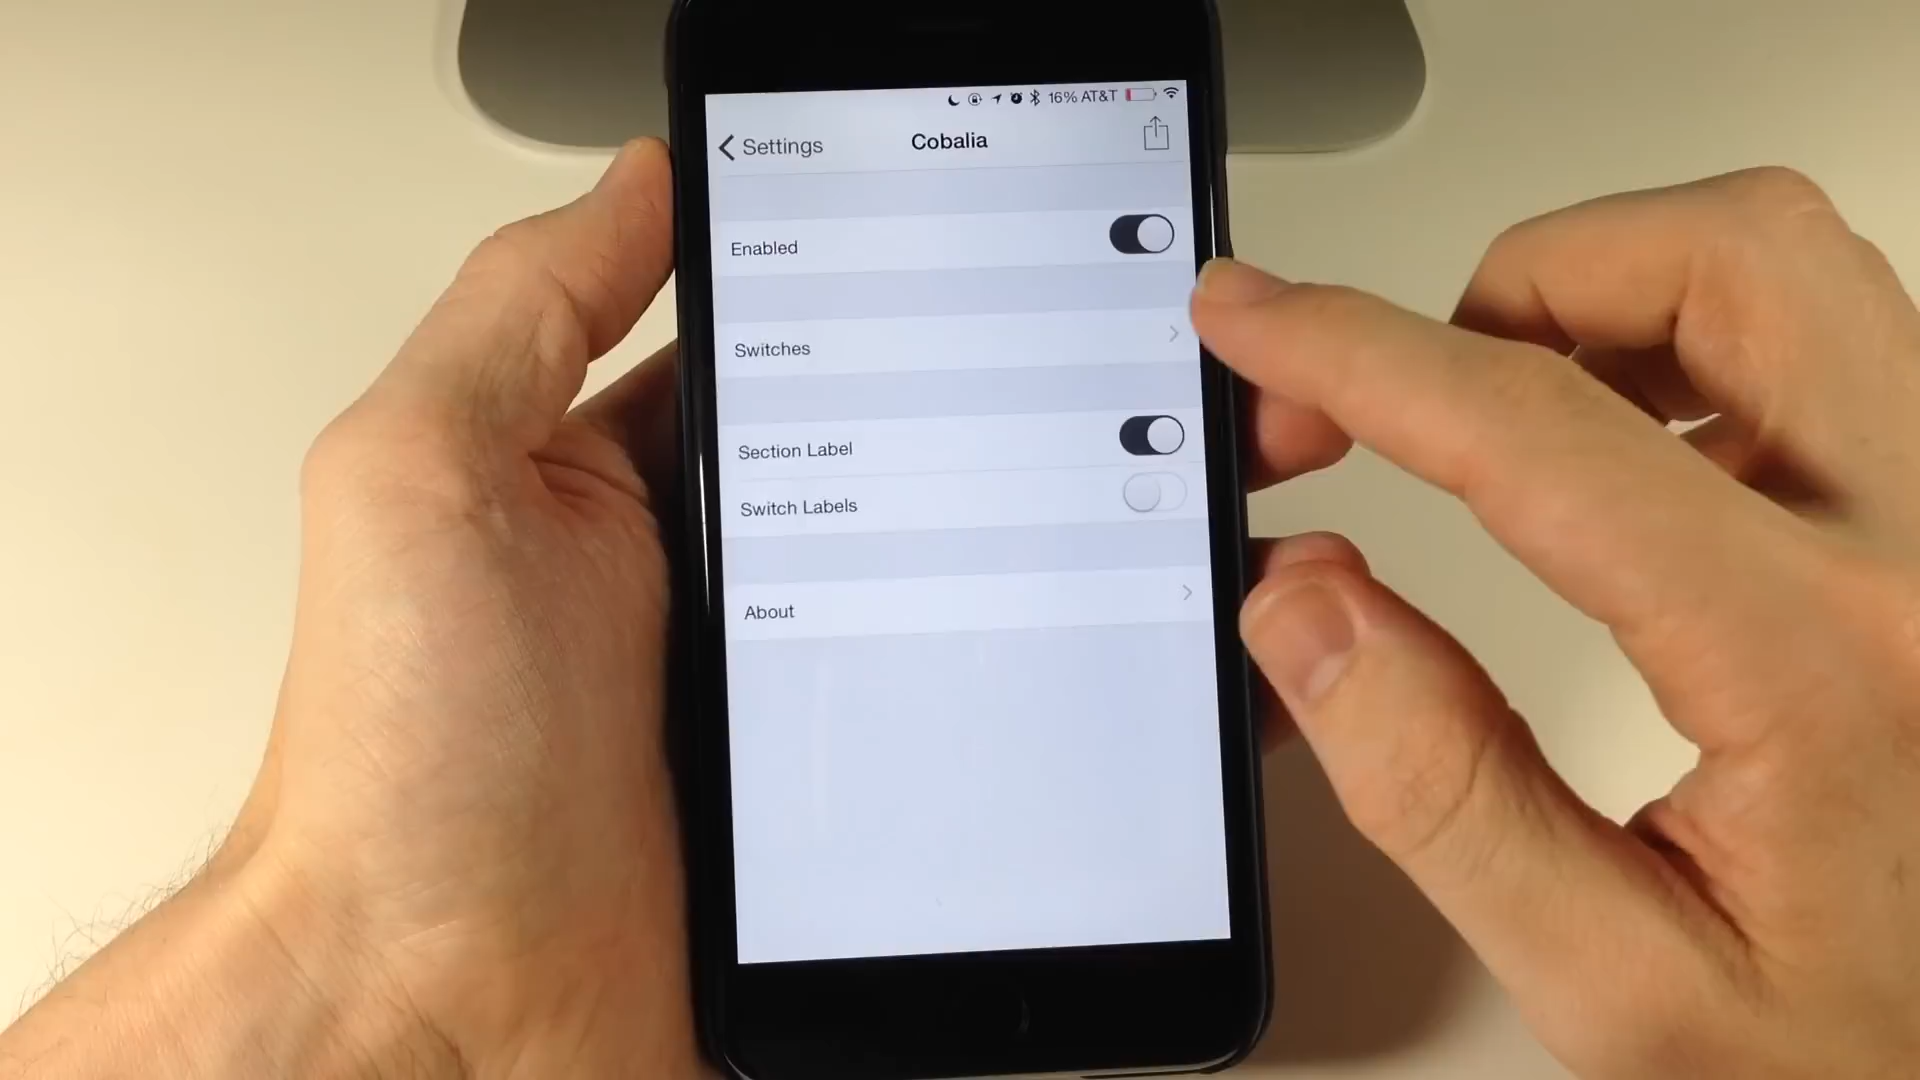 16% AT&T
Settings
Cobalia
Enabled
Switches
Section Label
Switch Labels
About